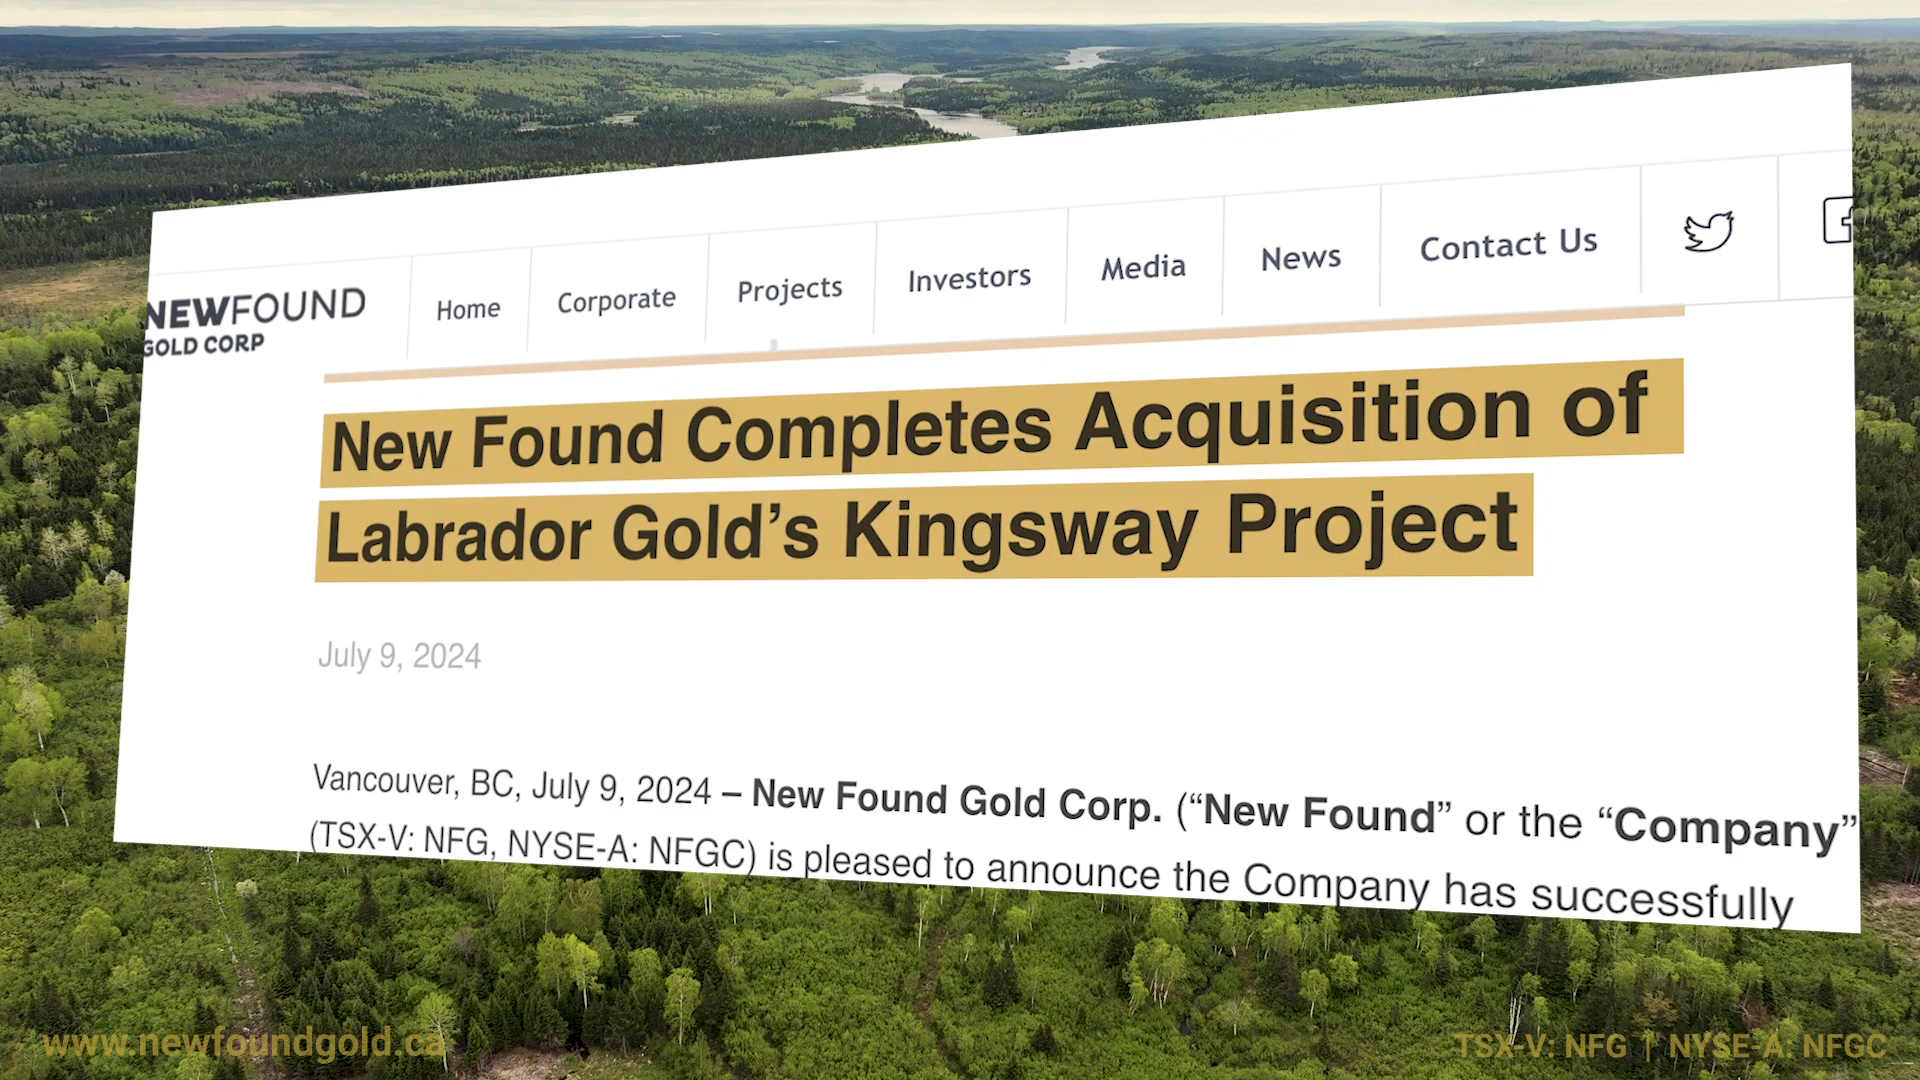 NEWFOUND
GOLD CORP
Home
Corporate
Projects
Investors
Media
News
Contact Us
New Found Completes Acquisition of
Labrador Gold’s Kingsway Project
July 9, 2024
Vancouver, BC, July 9, 2024 – New Found Gold Corp. (“New Found” or the “Company”
(TSX-V: NFG, NYSE-A: NFGC) is pleased to announce the Company has successfully
www.newfoundgold.ca
TSX-V: NFG | NYSE-A: NFGC